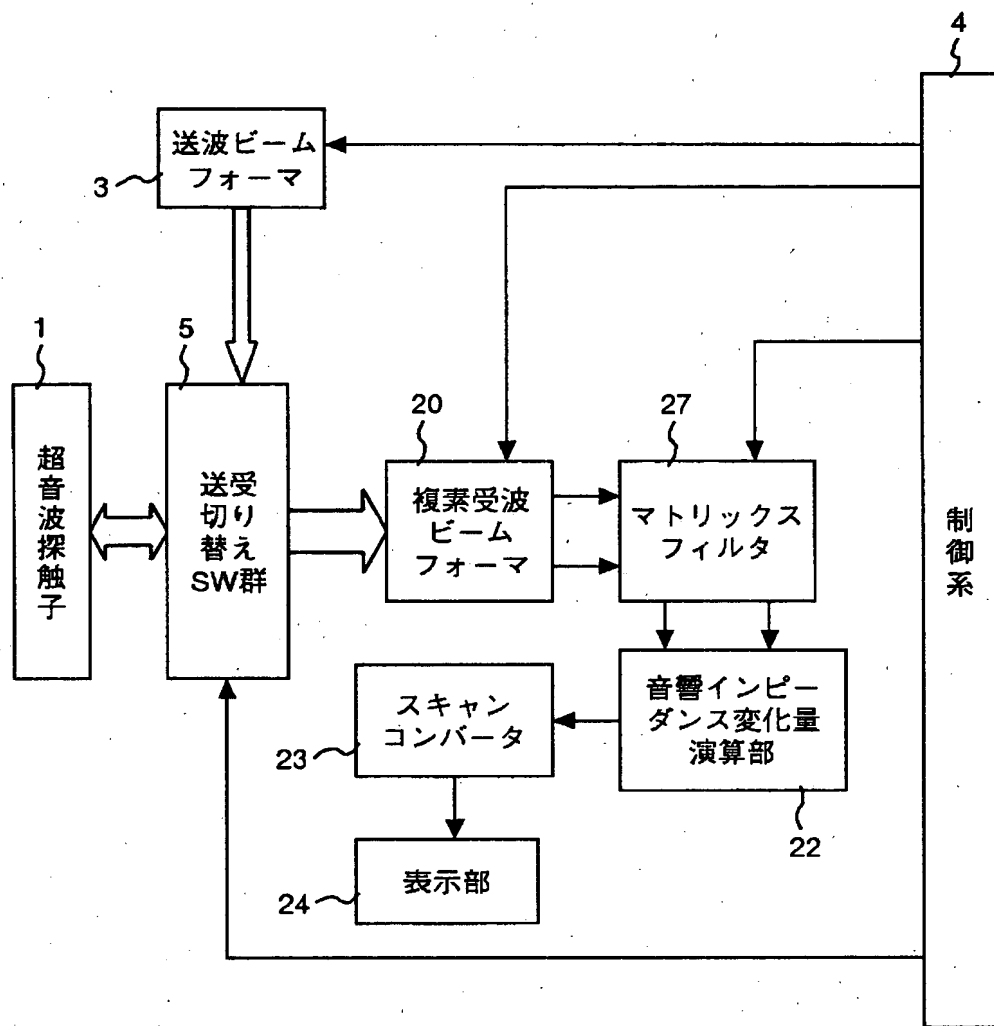 4
送波ビーム
フォーマ
3
1
5
超音波探触子
送受
切り
替え
SW群
20
複素受波
ビーム
フォーマ
27
マトリックス
フィルタ
制御系
スキャン
コンバータ
23
音響インピー
ダンス変化量
演算部
22
表示部
24